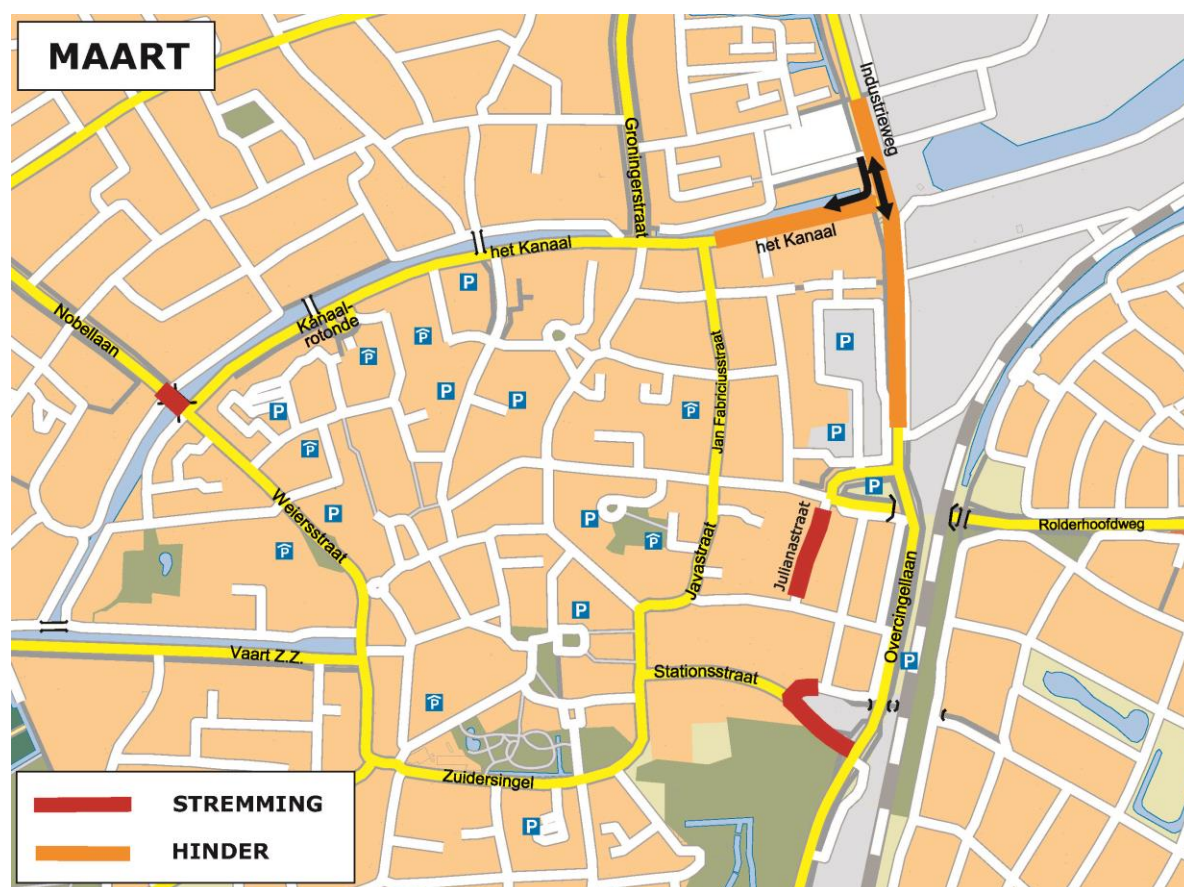 MAART
Industrieweg
Groningerstraat
het Kanaal
het Kanaal
Kanaal-
rotonde
Nobellaan
P
P
P
P
P
P
P
P
Jan Fabriciusstraat
P
P
P
P
Weiersstraat
P
P
P
P
Rolderhoofdweg
Julianastraat
Javastraat
Overcingellaan
P
Vaart Z.Z.
Stationsstraat
P
P
Zuidersingel
P
STREMMING
HINDER